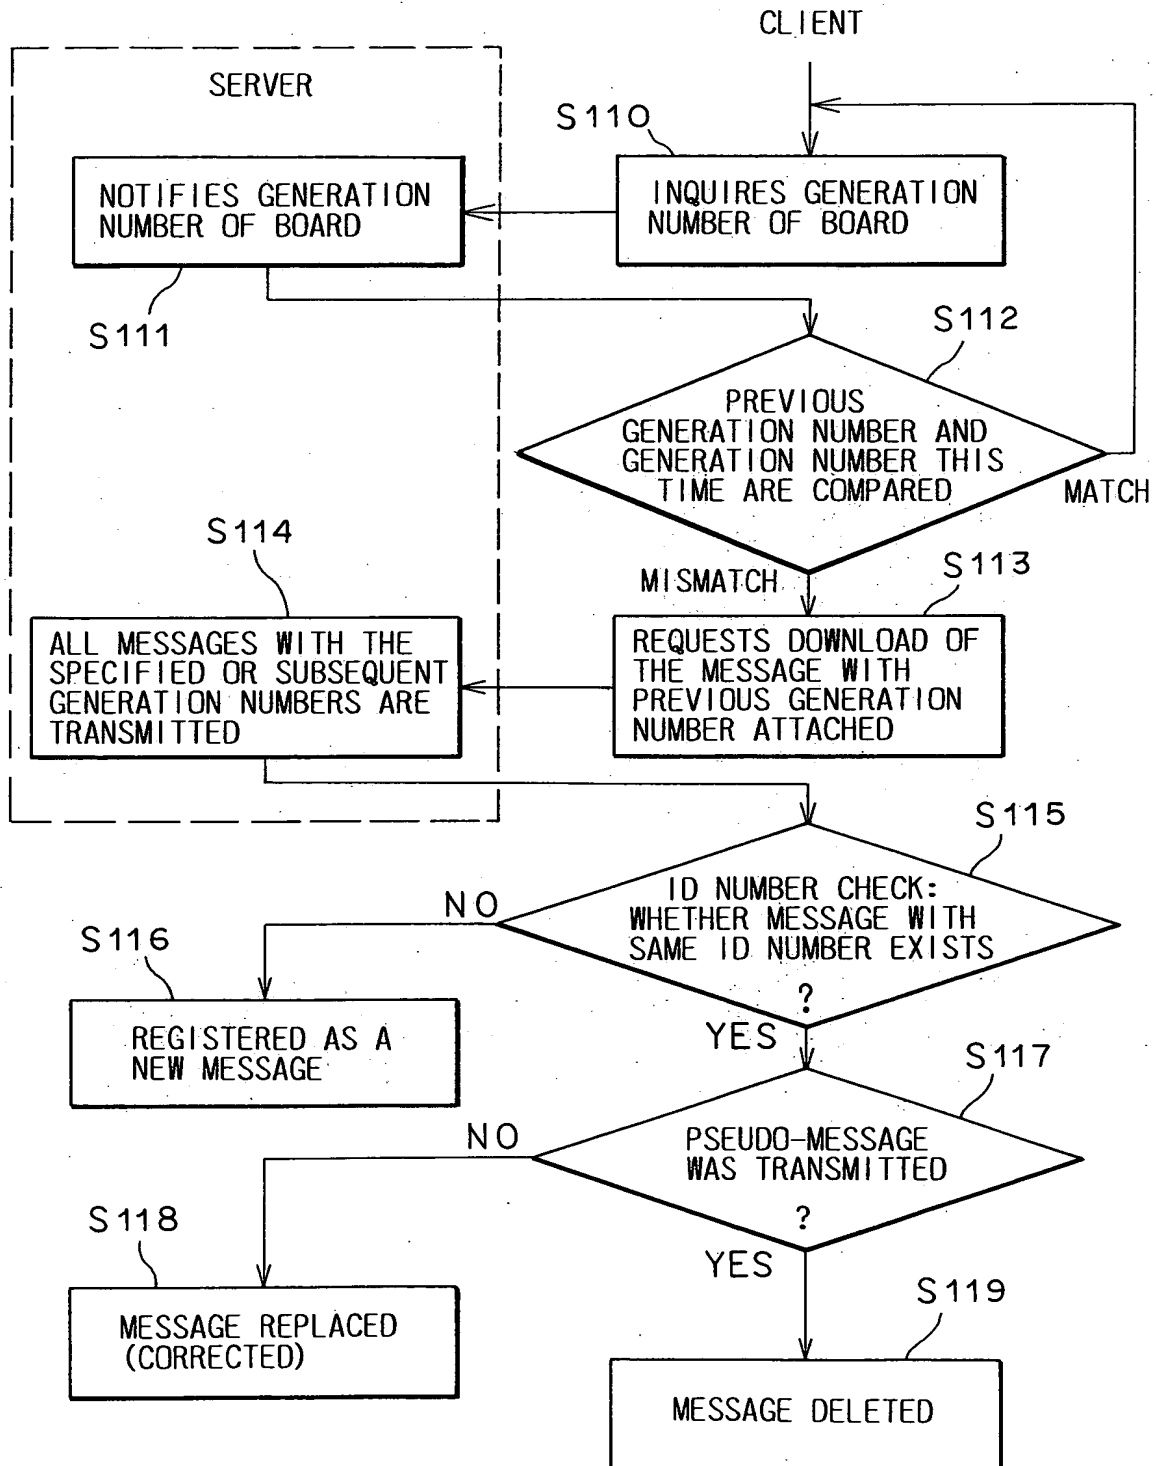 CLIENT
SERVER
S110
NOTIFIES GENERATION
NUMBER OF BOARD
INQUIRES GENERATION
NUMBER OF BOARD
S111
S112
PREVIOUS
GENERATION NUMBER AND
GENERATION NUMBER THIS
TIME ARE COMPARED
MATCH
S114
MISMATCH
S113
ALL MESSAGES WITH THE
SPECIFIED OR SUBSEQUENT
GENERATION NUMBERS ARE
TRANSMITTED
REQUESTS DOWNLOAD OF
THE MESSAGE WITH
PREVIOUS GENERATION
NUMBER ATTACHED
S115
ID NUMBER CHECK:
WHETHER MESSAGE WITH
SAME ID NUMBER EXISTS
?
NO
S116
REGISTERED AS A
NEW MESSAGE
YES
S117
PSEUDO-MESSAGE
WAS TRANSMITTED
?
NO
S118
MESSAGE REPLACED
(CORRECTED)
YES
S119
MESSAGE DELETED